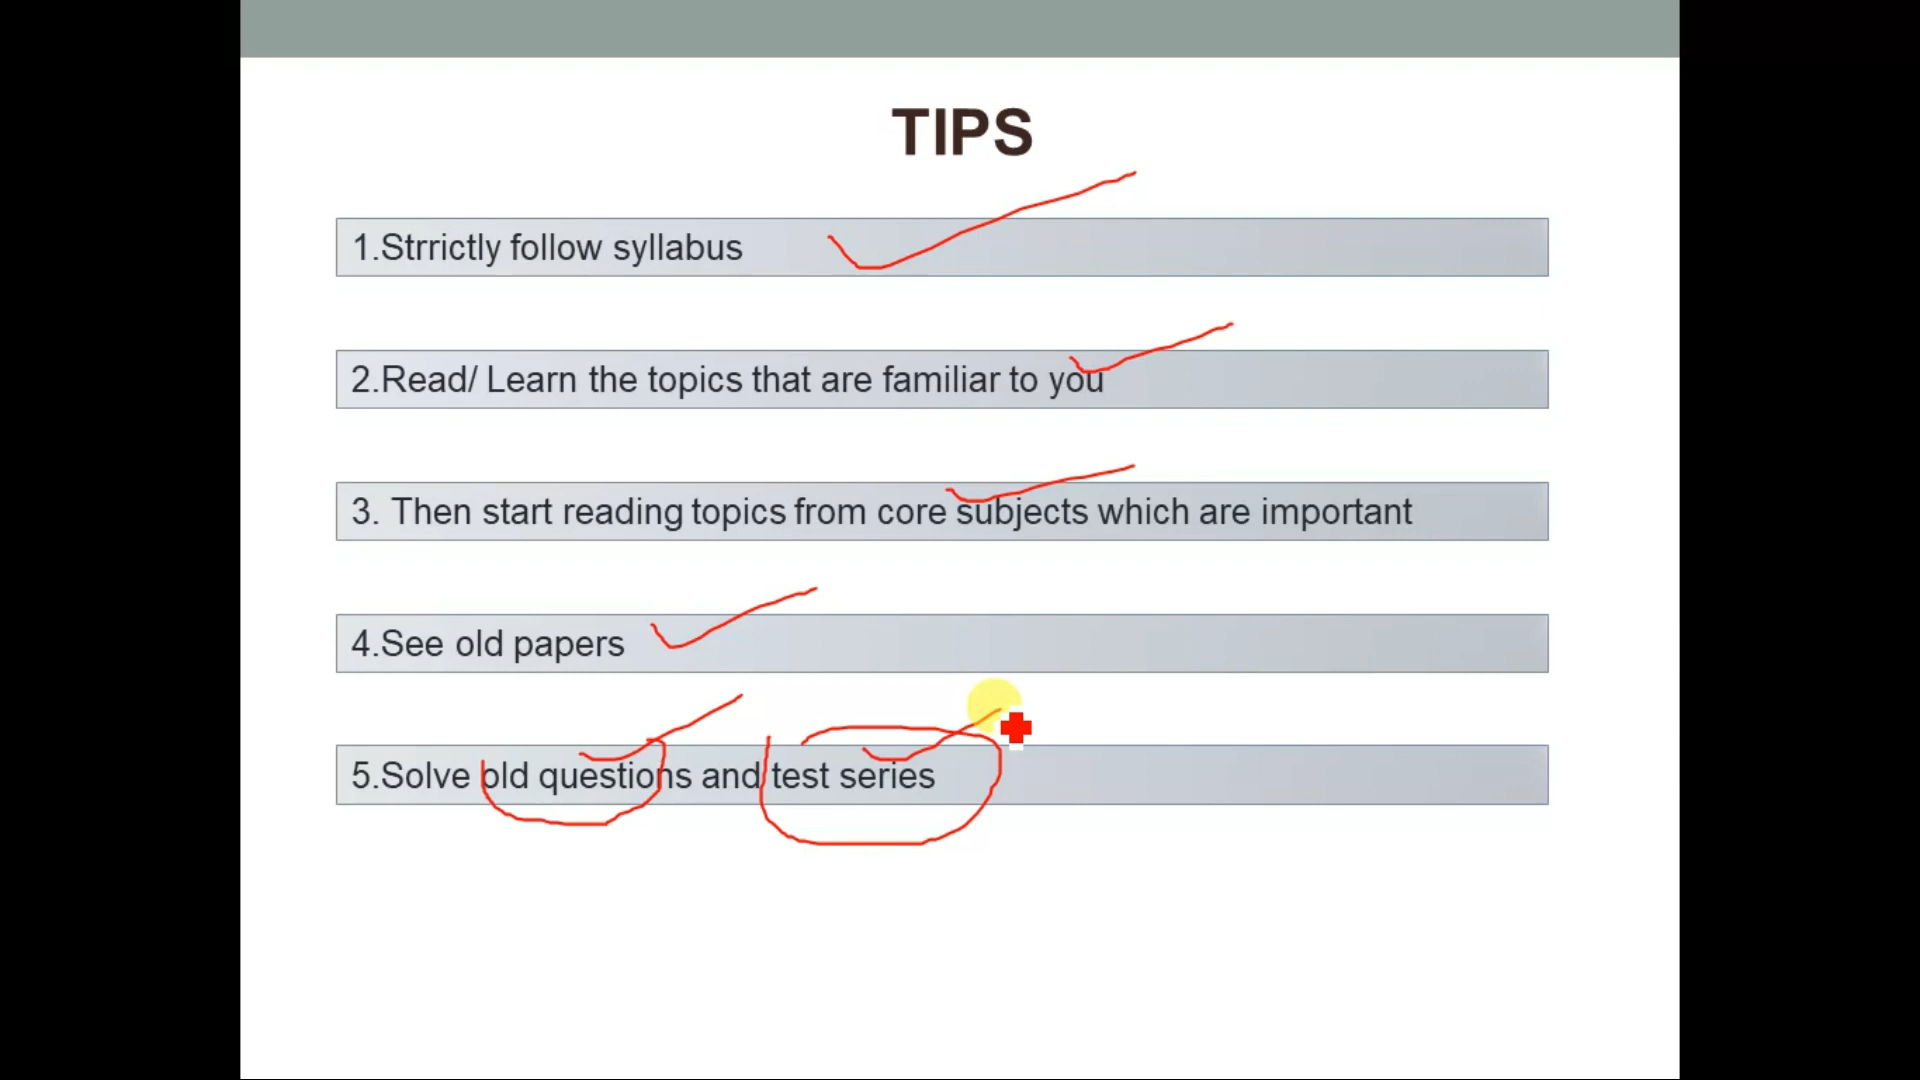 TIPS
1.Strrictly follow syllabus
2.Read/ Learn the topics that are familiar to you
3. Then start reading topics from core subjects which are important
4.See old papers
5.Solve old questions and test series